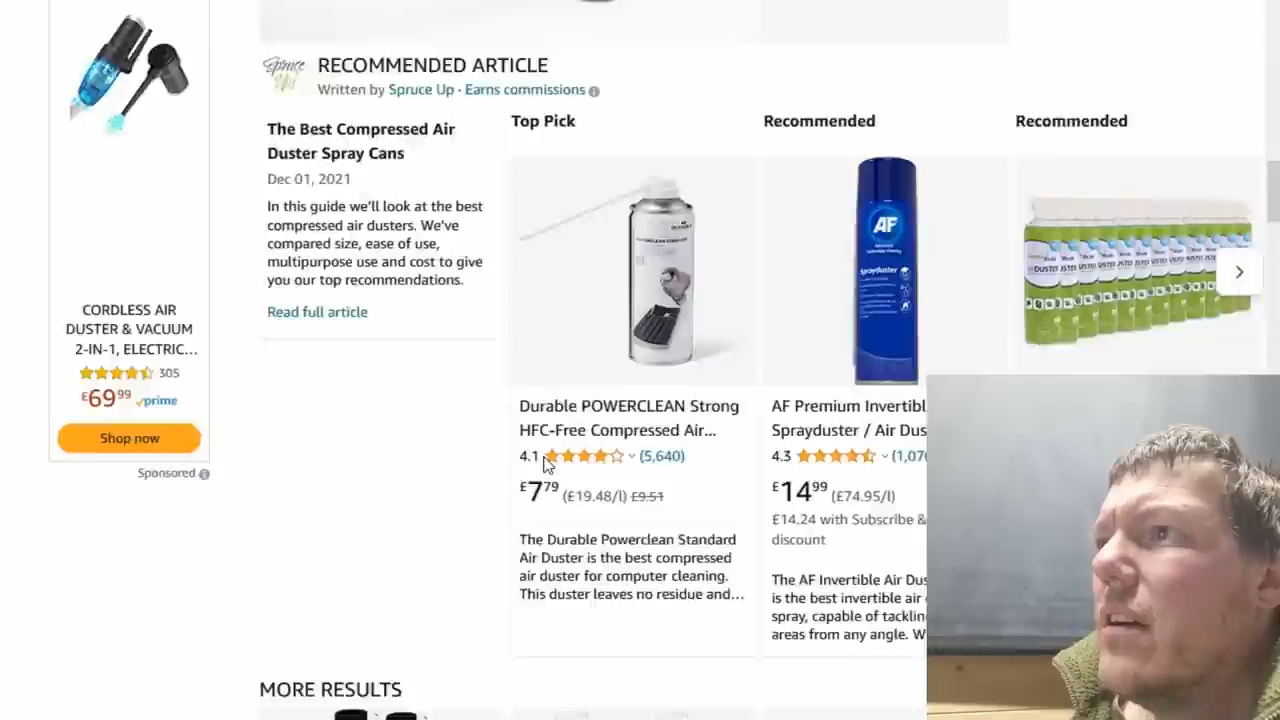 RECOMMENDED ARTICLE
Written by Spruce Up · Earns commissions
The Best Compressed Air
Duster Spray Cans
Dec 01, 2021
In this guide we'll look at the best
compressed air dusters. We've
compared size, ease of use,
multipurpose use and cost to give
you our top recommendations.
Read full article
Top Pick
Recommended
Recommended
AF
Sprayduster
CORDLESS AIR
DUSTER & VACUUM
2-IN-1, ELECTRIC...
305
£69 99 prime
Shop now
Sponsored
Durable POWERCLEAN Strong
HFC-Free Compressed Air...
4.1 (5,640)
£7 79 (£19.48/l) £9.51
The Durable Powerclean Standard
Air Duster is the best compressed
air duster for computer cleaning.
This duster leaves no residue and...
AF Premium Invertibl
Sprayduster / Air Dus
4.3 (1,07
£14 99 (£74.95/l)
£14.24 with Subscribe &
discount
The AF Invertible Air Dus
is the best invertible air
spray, capable of tacklin
areas from any angle. W
MORE RESULTS